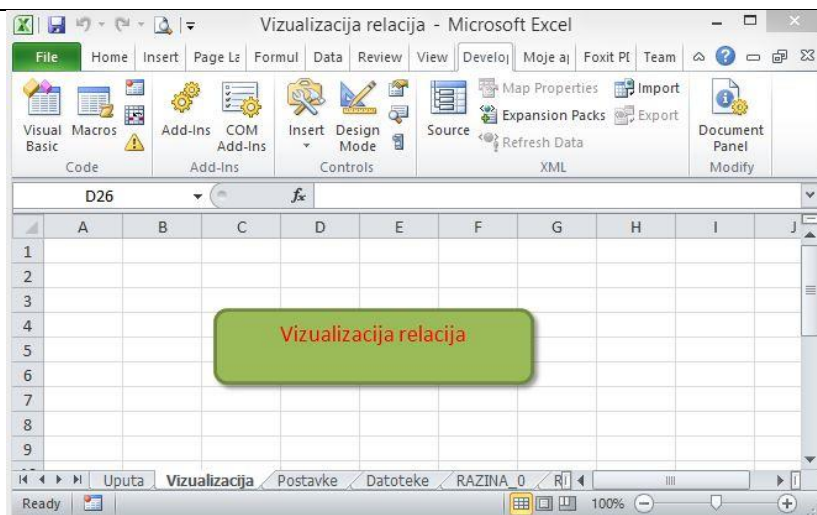 Vizualizacija relacija - Microsoft Excel
File Home Insert Page La Formul Data Review View Develop Moje aj Foxit PI Team
Visual Basic Macros Add-Ins COM Add-Ins Insert Design Mode Source Map Properties Import
Expansion Packs Export
Refresh Data Document Panel
Code Add-Ins Controls XML Modify
D26 fx
A B C D E F G H I J
1
2
3
4
Vizualizacija relacija
5
6
7
8
9
Uputa Vizualizacija Postavke Datoteke RAZINA_0
Ready 100%